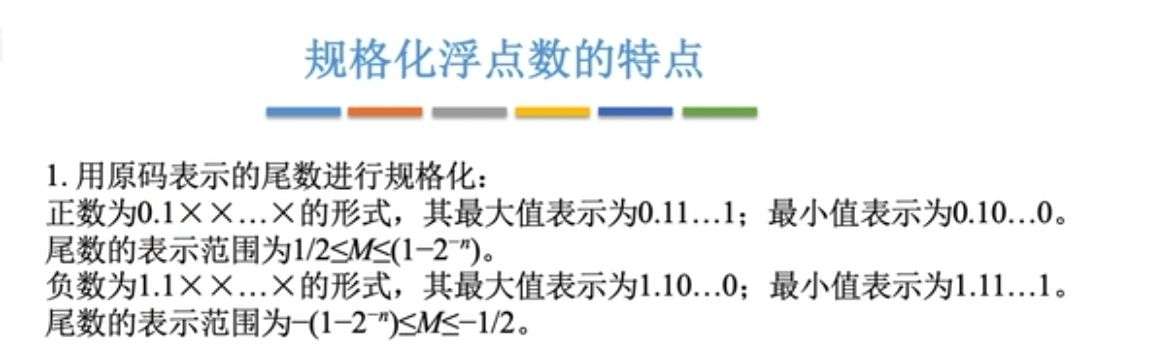 规格化浮点数的特点
1. 用原码表示的尾数进行规格化：
正数为0.1××…×的形式，其最大值表示为0.11…1；最小值表示为0.10…0。
尾数的表示范围为1/2≤M≤(1−2⁻ⁿ)。
负数为1.1××…×的形式，其最大值表示为1.10…0；最小值表示为1.11…1。
尾数的表示范围为−(1−2⁻ⁿ)≤M≤−1/2。